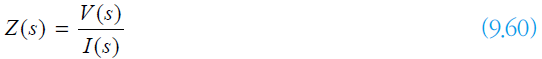 Z(s) = V(s) / I(s) (9.60)